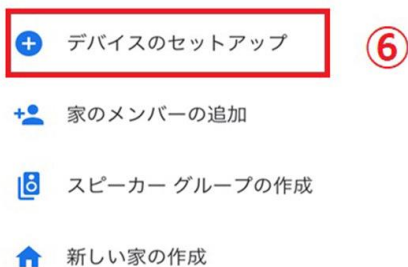 デバイスのセットアップ ⑥
家のメンバーの追加
スピーカー グループの作成
新しい家の作成